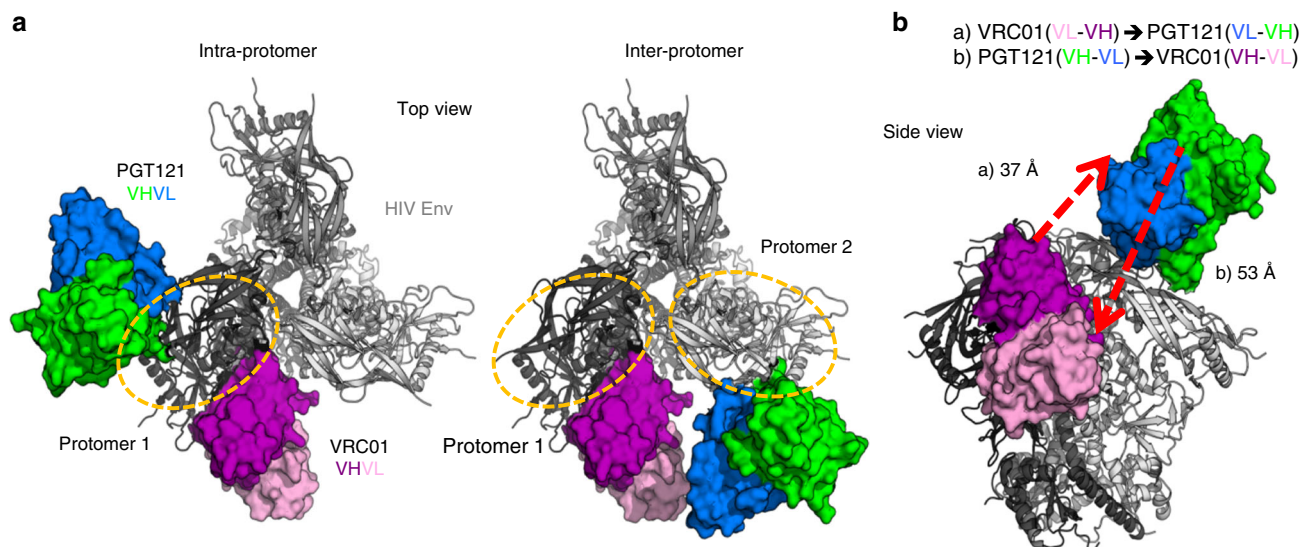 a
Intra-protomer
Inter-protomer
Top view
PGT121
VHVL
HIV Env
Protomer 2
Protomer 1
VRC01
VHVL
Protomer 1
b
a) VRC01(VL-VH) ➔ PGT121(VL-VH)
b) PGT121(VH-VL) ➔ VRC01(VH-VL)
Side view
a) 37 Å
b) 53 Å